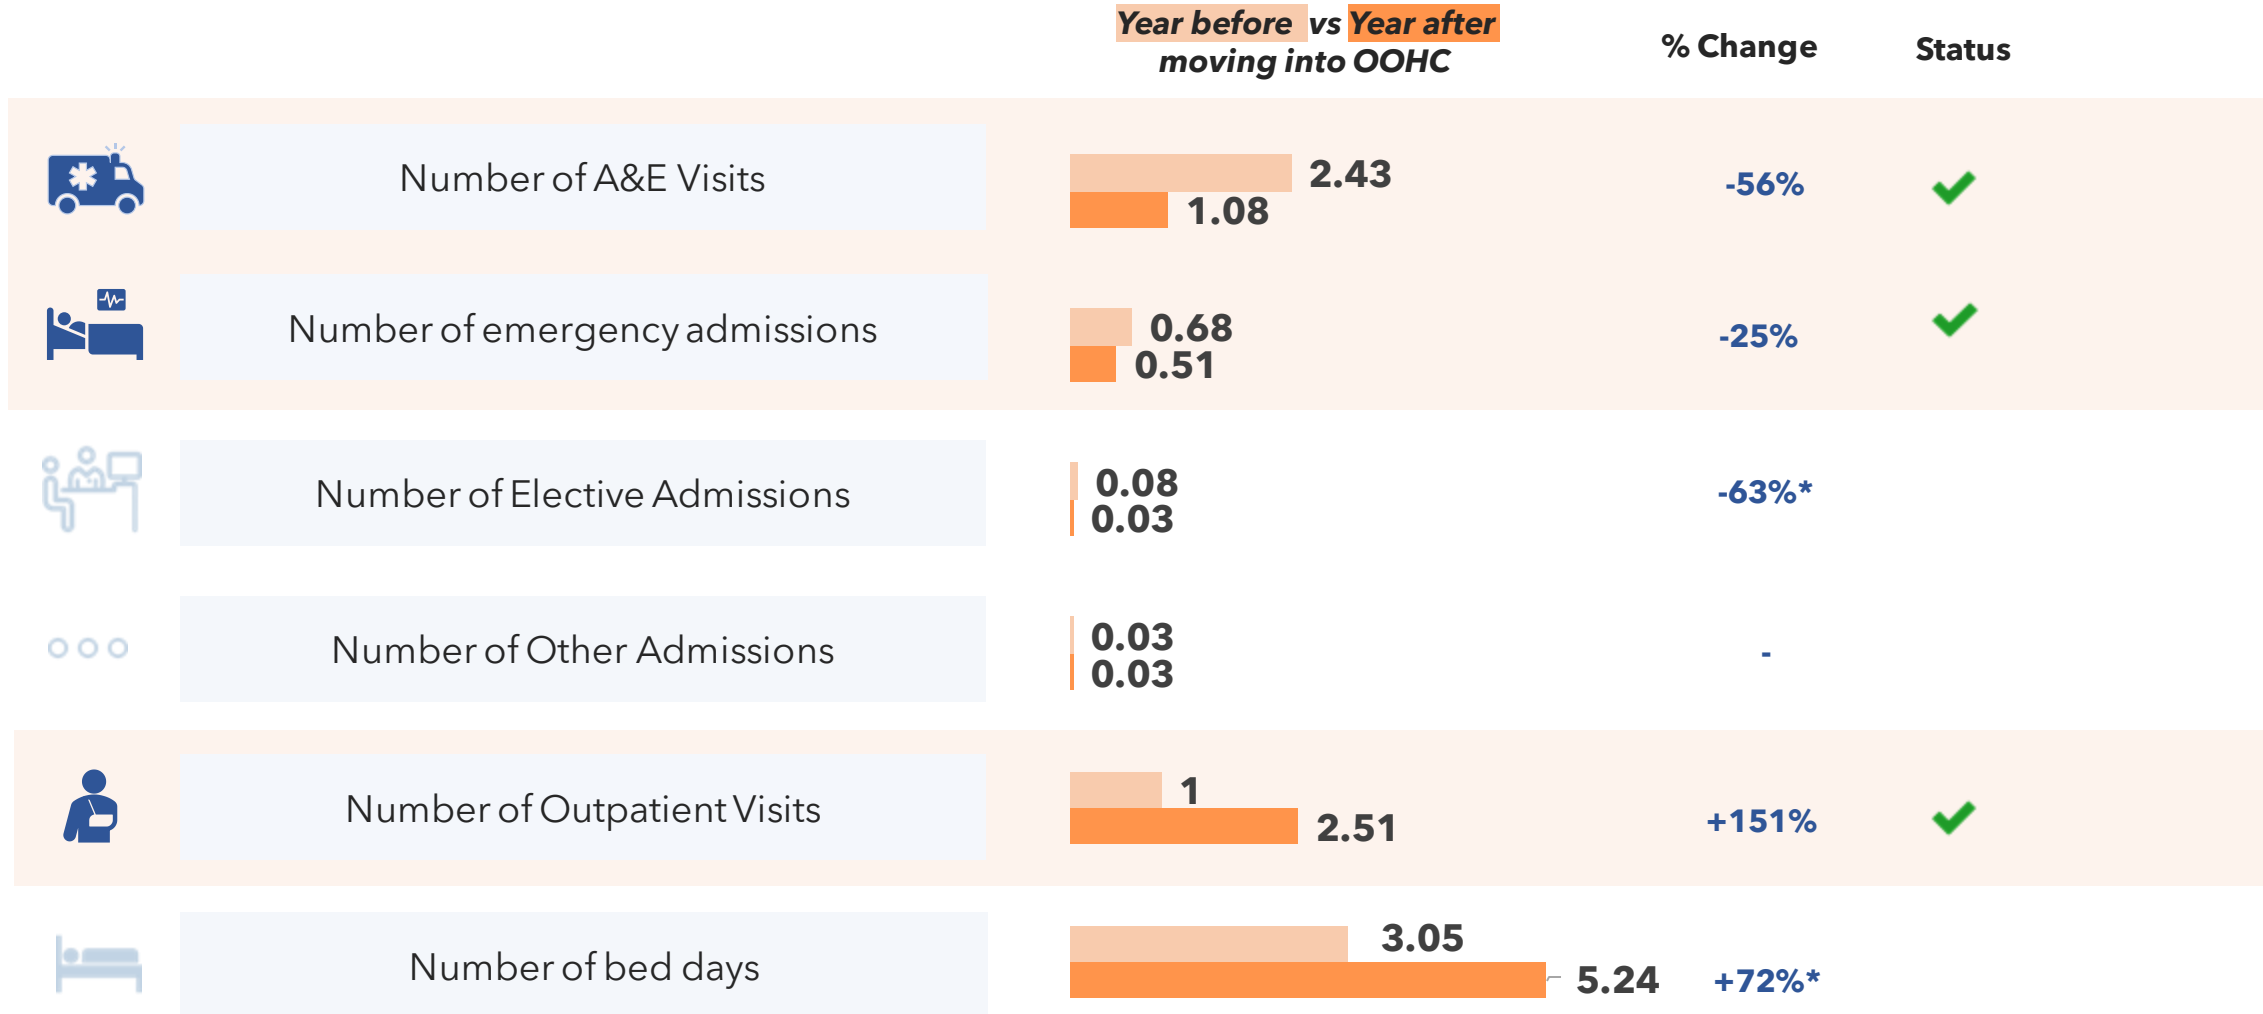 Year before vs Year after
moving into OOHC
% Change
Status
Number of A&E Visits
2.43
1.08
-56%
Number of emergency admissions
0.68
0.51
-25%
Number of Elective Admissions
0.08
0.03
-63%*
Number of Other Admissions
0.03
0.03
-
Number of Outpatient Visits
1
2.51
+151%
Number of bed days
3.05
5.24
+72%*